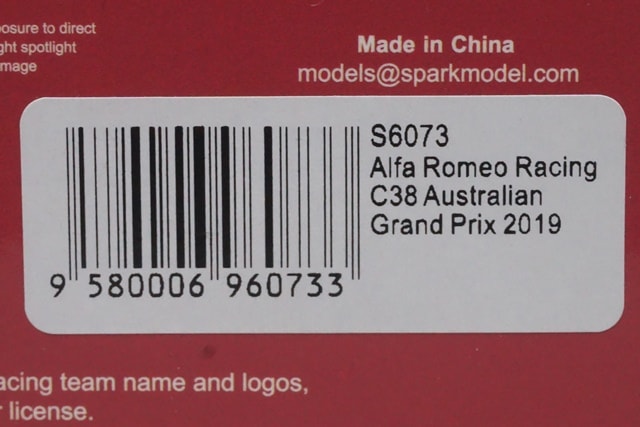 osure to direct
ght spotlight
mage
Made in China
models@sparkmodel.com
S6073
Alfa Romeo Racing
C38 Australian
Grand Prix 2019
9 580006 960733
acing team name and logos,
r license.